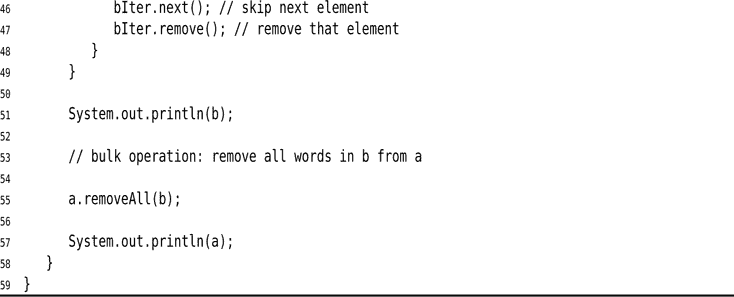 46            bIter.next(); // skip next element
47            bIter.remove(); // remove that element
48         }
49      }
50
51      System.out.println(b);
52
53      // bulk operation: remove all words in b from a
54
55      a.removeAll(b);
56
57      System.out.println(a);
58   }
59 }